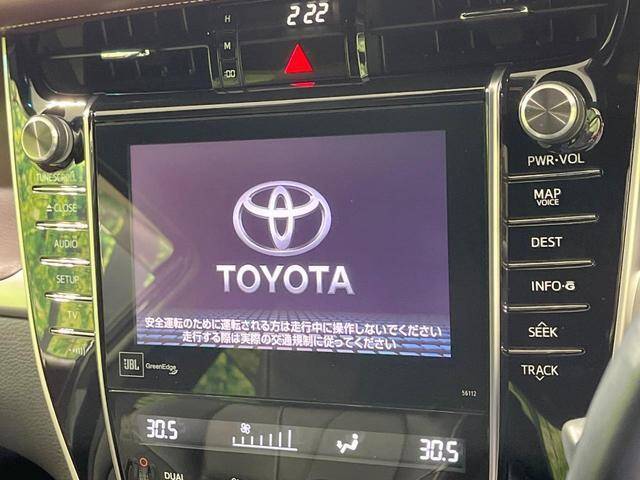 H
2:22
M
:00
TUNE・SCROLL
PWR・VOL
CLOSE
MAP
VOICE
AUDIO
DEST
SETUP
INFO・G
TV
SEEK
TRACK
TOYOTA
安全運転のために運転される方は走行中に操作しないでください
走行する際は実際の交通規制に従ってください
JBL GreenEdge
56112
30.5
30.5
DUAL